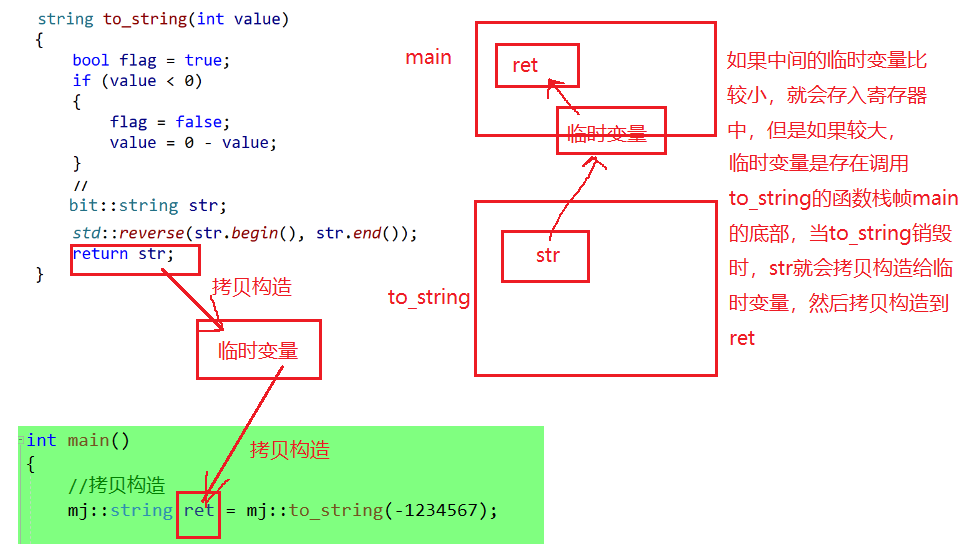 string to_string(int value)
{
bool flag = true;
if (value < 0)
{
flag = false;
value = 0 - value;
}
//
bit::string str;
std::reverse(str.begin(), str.end());
return str;
}
拷贝构造
临时变量
拷贝构造
int main()
{
//拷贝构造
mj::string ret = mj::to_string(-1234567);
main
ret
临时变量
to_string
str
如果中间的临时变量比
较小，就会存入寄存器
中，但是如果较大，
临时变量是存在调用
to_string的函数栈帧main
的底部，当to_string销毁
时，str就会拷贝构造给临
时变量，然后拷贝构造到
ret